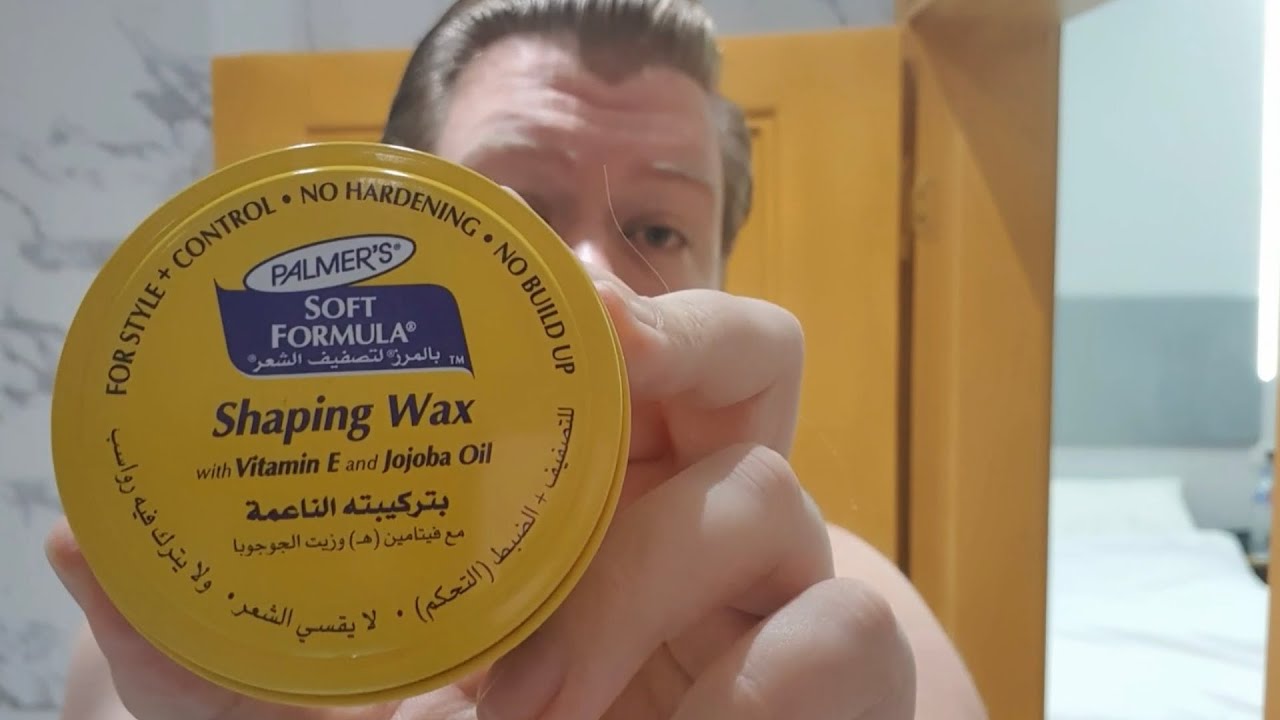 FOR STYLE + CONTROL • NO HARDENING • NO BUILD UP
PALMER'S®
SOFT
FORMULA®
بالمرز® لتصفيف الشعر® ™
Shaping Wax
with Vitamin E and Jojoba Oil
بتركيبته الناعمة
مع فيتامين (هـ) وزيت الجوجوبا
للتصفيف + الضبط (التحكم) • لا يقسي الشعر • ولا يترك فيه رواسب